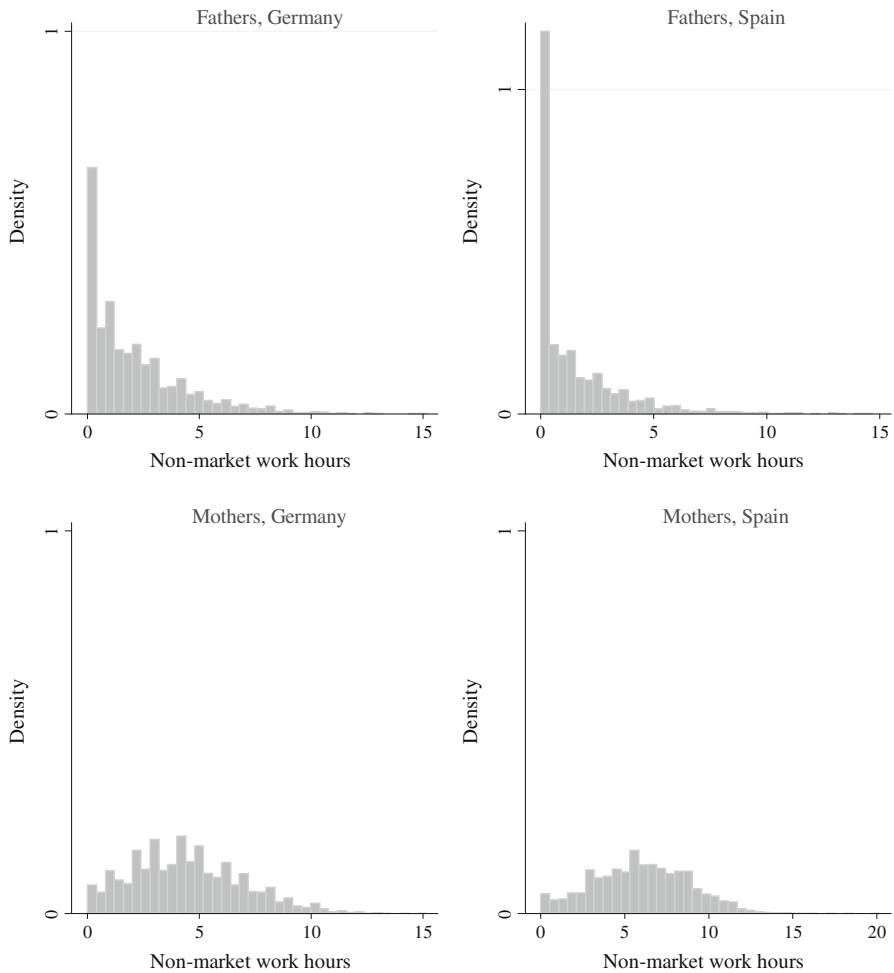 Fathers, Germany
1
Density
0
0 5 10 15
Non-market work hours
Fathers, Spain
1
Density
0
0 5 10 15
Non-market work hours
Mothers, Germany
1
Density
0
0 5 10 15
Non-market work hours
Mothers, Spain
1
Density
0
0 5 10 15 20
Non-market work hours